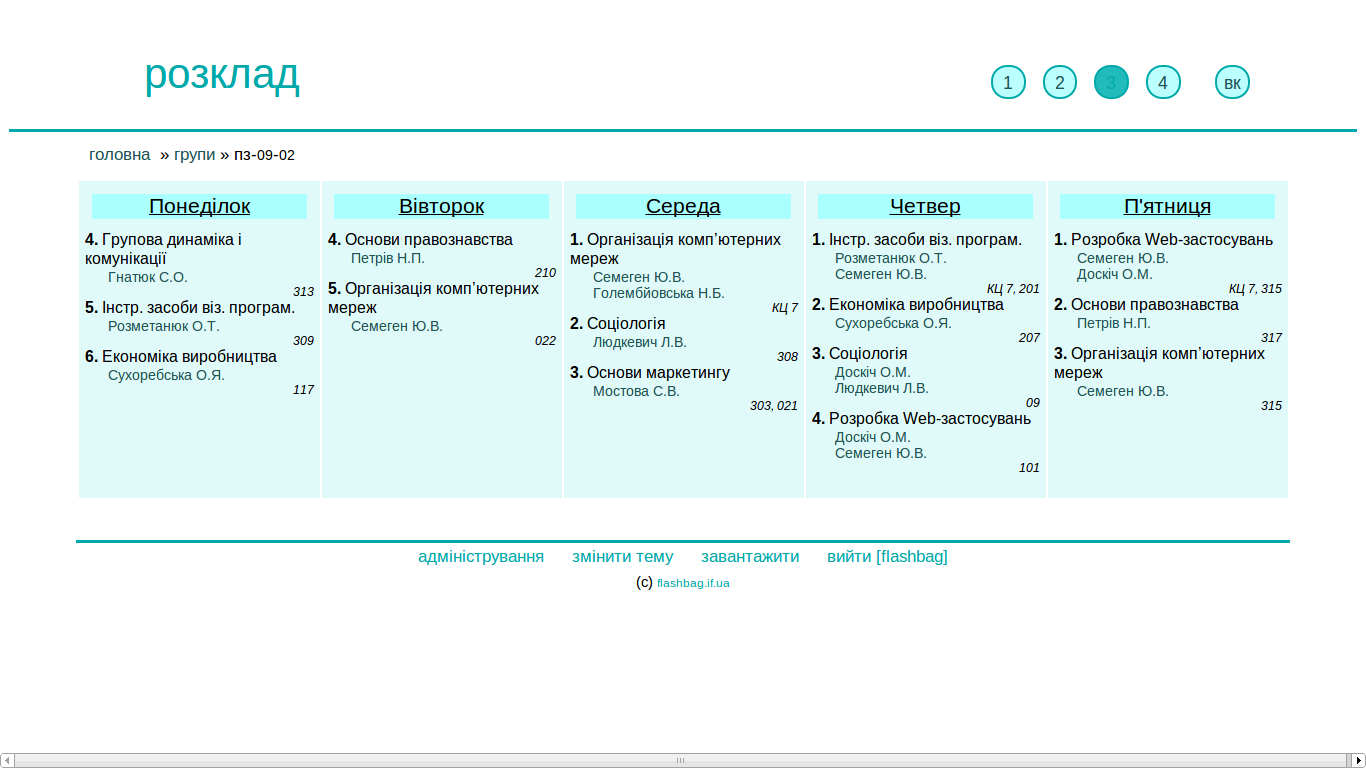 розклад
1 2 3 4 вк
головна » групи » пз-09-02
Понеділок
4. Групова динаміка і
комунікації
Гнатюк С.О.
313
5. Інстр. засоби віз. програм.
Розметанюк О.Т.
309
6. Економіка виробництва
Сухоребська О.Я.
117
Вівторок
4. Основи правознавства
Петрів Н.П.
210
5. Організація комп'ютерних
мереж
Семеген Ю.В.
022
Середа
1. Організація комп'ютерних
мереж
Семеген Ю.В.
Голембйовська Н.Б.
КЦ 7
2. Соціологія
Людкевич Л.В.
308
3. Основи маркетингу
Мостова С.В.
303, 021
Четвер
1. Інстр. засоби віз. програм.
Розметанюк О.Т.
Семеген Ю.В.
КЦ 7, 201
2. Економіка виробництва
Сухоребська О.Я.
207
3. Соціологія
Доскіч О.М.
Людкевич Л.В.
09
4. Розробка Web-застосувань
Доскіч О.М.
Семеген Ю.В.
101
П'ятниця
1. Розробка Web-застосувань
Семеген Ю.В.
Доскіч О.М.
КЦ 7, 315
2. Основи правознавства
Петрів Н.П.
317
3. Організація комп'ютерних
мереж
Семеген Ю.В.
315
адміністрування змінити тему завантажити вийти [flashbag]
(c) flashbag.if.ua